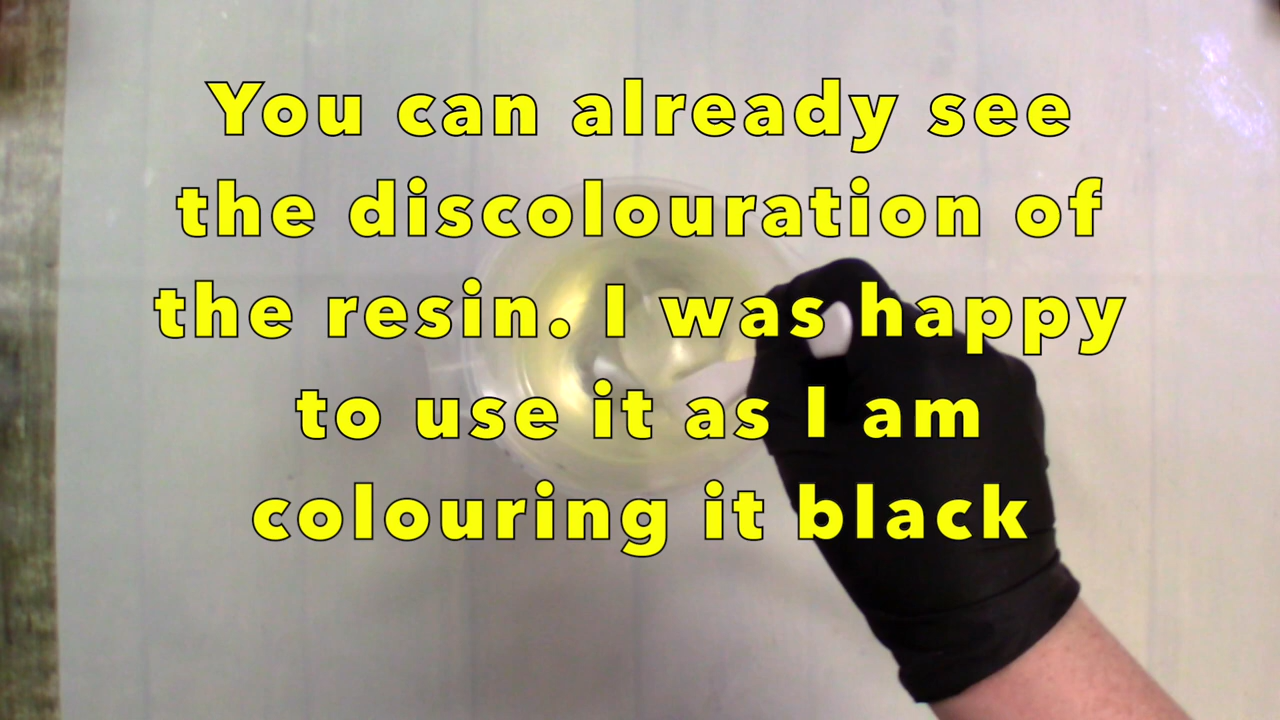 You can already see
the discolouration of
the resin. I was happy
to use it as I am
colouring it black